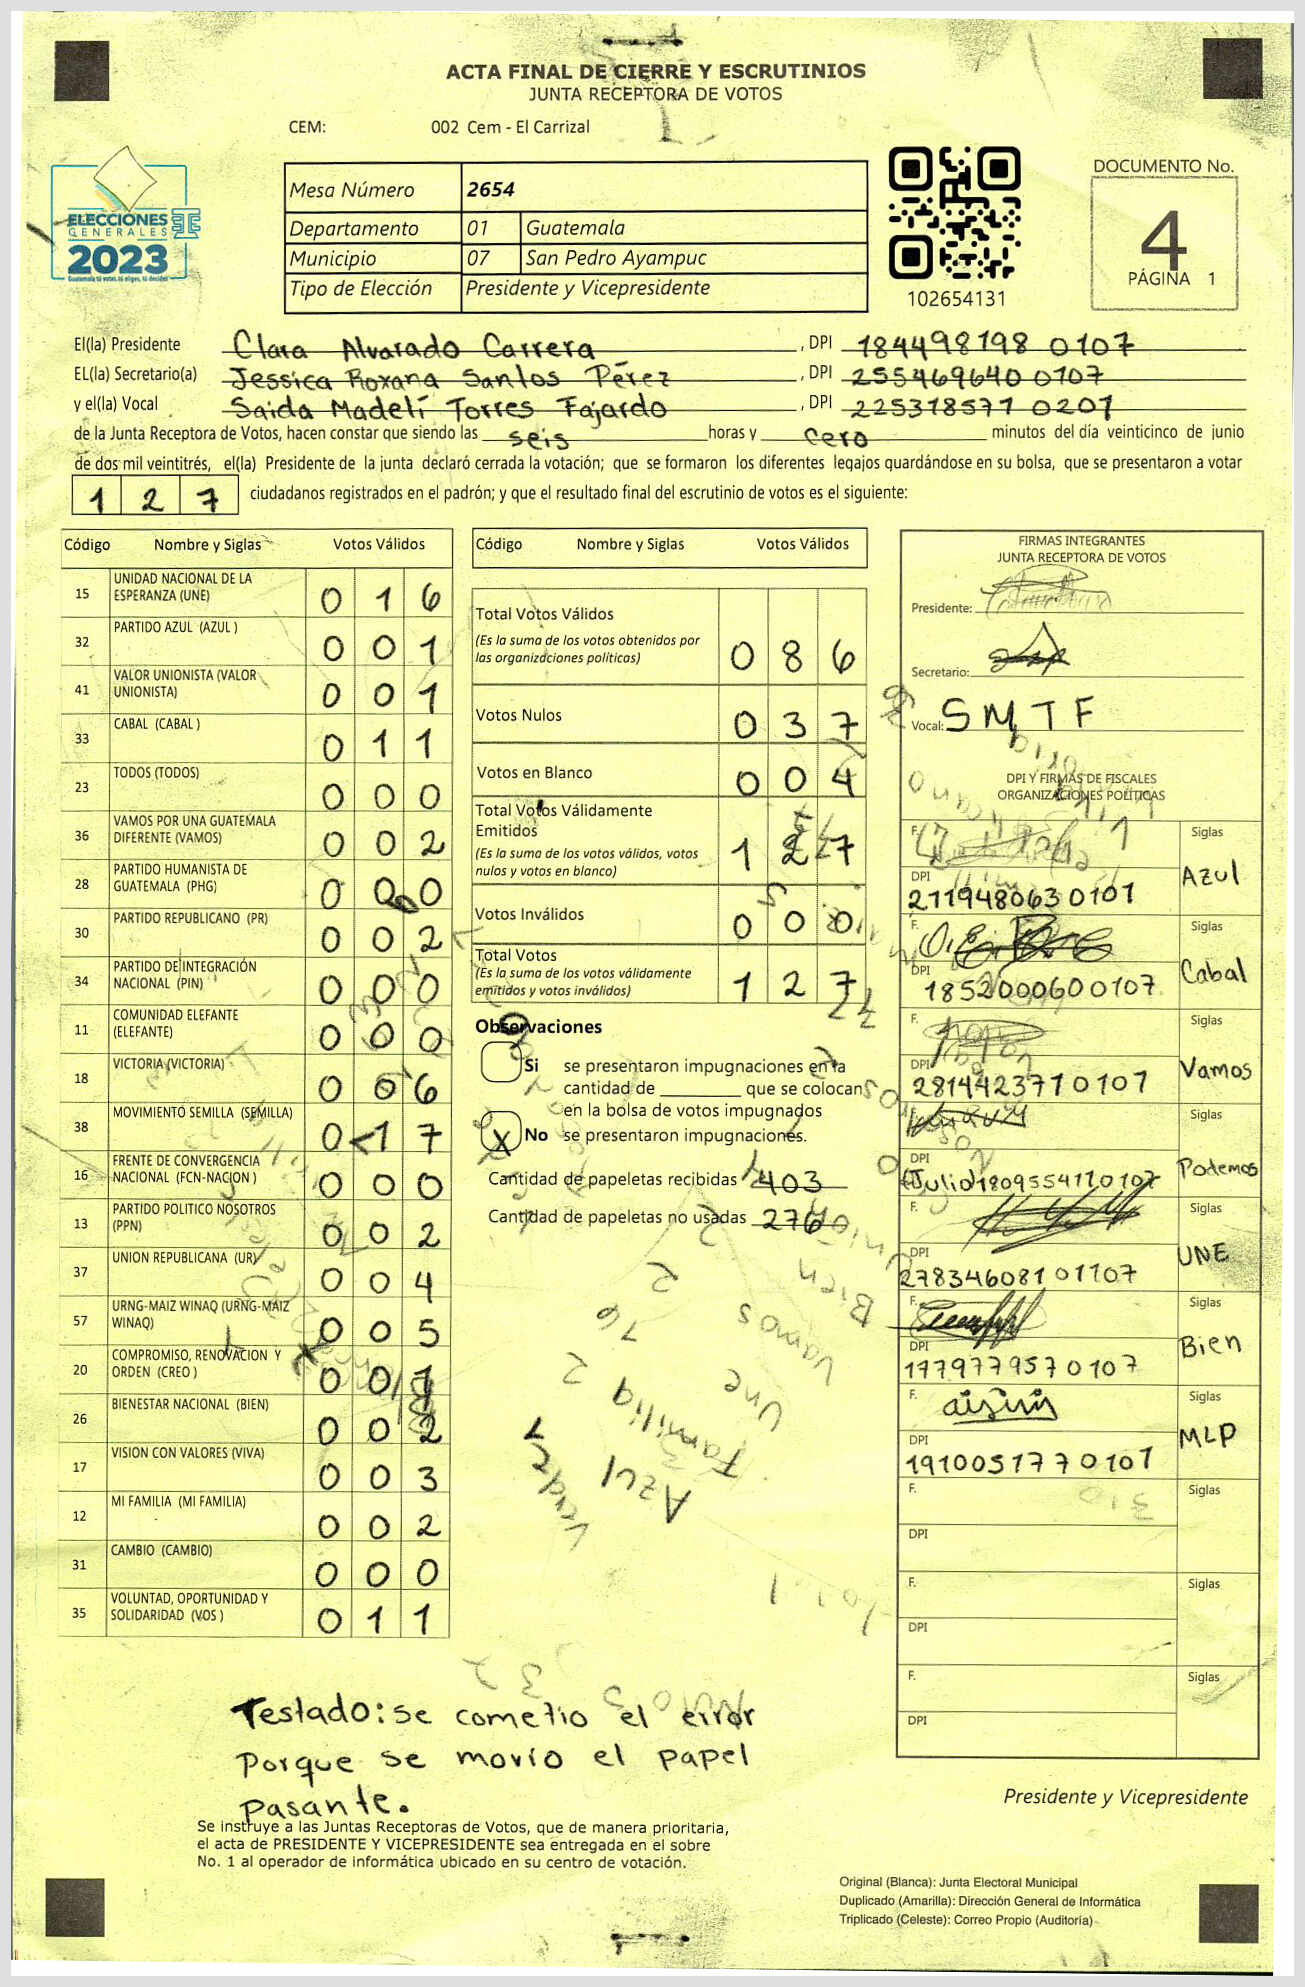 ACTA FINAL DE CIERRE Y ESCRUTINIOS
JUNTA RECEPTORA DE VOTOS
CEM: 002 Cem - El Carrizal
ELECCIONES
GENERALES
2023
Guatemala tú votas, tú eliges, tú decides
Mesa Número 2654
Departamento 01 Guatemala
Municipio 07 San Pedro Ayampuc
Tipo de Elección Presidente y Vicepresidente
102654131
DOCUMENTO No.
4
PÁGINA 1
El(la) Presidente Clara Alvarado Carrera , DPI 184498198 0107
EL(la) Secretario(a) Jessica Roxana Santos Pérez , DPI 255469640 0107
y el(la) Vocal Saida Madelí Torres Fajardo , DPI 225318571 0201
de la Junta Receptora de Votos, hacen constar que siendo las seis horas y cero minutos del día veinticinco de junio
de dos mil veintitrés, el(la) Presidente de la junta declaró cerrada la votación; que se formaron los diferentes legajos quardándose en su bolsa, que se presentaron a votar
1 2 7 ciudadanos registrados en el padrón; y que el resultado final del escrutinio de votos es el siguiente:
Código Nombre y Siglas Votos Válidos
15 UNIDAD NACIONAL DE LA
ESPERANZA (UNE) 0 1 6
32 PARTIDO AZUL (AZUL ) 0 0 1
41 VALOR UNIONISTA (VALOR
UNIONISTA) 0 0 1
33 CABAL (CABAL ) 0 1 1
23 TODOS (TODOS) 0 0 0
36 VAMOS POR UNA GUATEMALA
DIFERENTE (VAMOS) 0 0 2
28 PARTIDO HUMANISTA DE
GUATEMALA (PHG) 0 0 0
30 PARTIDO REPUBLICANO (PR) 0 0 2
34 PARTIDO DE INTEGRACIÓN
NACIONAL (PIN) 0 0 0
11 COMUNIDAD ELEFANTE
(ELEFANTE) 0 0 0
18 VICTORIA (VICTORIA) 0 0 6
38 MOVIMIENTO SEMILLA (SEMILLA) 0 1 7
16 FRENTE DE CONVERGENCIA
NACIONAL (FCN-NACION ) 0 0 0
13 PARTIDO POLITICO NOSOTROS
(PPN) 0 0 2
37 UNION REPUBLICANA (UR) 0 0 4
57 URNG-MAIZ WINAQ (URNG-MAIZ
WINAQ) 0 0 5
20 COMPROMISO, RENOVACION Y
ORDEN (CREO ) 0 0 1
26 BIENESTAR NACIONAL (BIEN) 0 0 2
17 VISION CON VALORES (VIVA) 0 0 3
12 MI FAMILIA (MI FAMILIA) 0 0 2
31 CAMBIO (CAMBIO) 0 0 0
35 VOLUNTAD, OPORTUNIDAD Y
SOLIDARIDAD (VOS ) 0 1 1
Código Nombre y Siglas Votos Válidos
Total Votos Válidos
(Es la suma de los votos obtenidos por
las organizaciones políticas) 0 8 6
Votos Nulos 0 3 7
Votos en Blanco 0 0 4
Total Votos Válidamente
Emitidos
(Es la suma de los votos válidos, votos
nulos y votos en blanco) 1 2 7
Votos Inválidos 0 0 0
Total Votos
(Es la suma de los votos válidamente
emitidos y votos inválidos) 1 2 7
Observaciones
Si se presentaron impugnaciones en la
cantidad de que se colocan
en la bolsa de votos impugnados
X No se presentaron impugnaciones.
Cantidad de papeletas recibidas 403
Cantidad de papeletas no usadas 276
Bien
Vamos 2
Une 16
Familia 2
Azul
FIRMAS INTEGRANTES
JUNTA RECEPTORA DE VOTOS
Presidente:
Secretario:
Vocal: SMTF
DPI Y FIRMAS DE FISCALES
ORGANIZACIONES POLÍTICAS
F. Siglas
DPI Azul
211948063 0101
F. Siglas
DPI Cabal
1852000600107
F. Siglas
DPI Vamos
281442371 0101
Siglas
DPI Podemos
1809554110107
F. Siglas
DPI UNE
2783460810 1107
F. Siglas
DPI Bien
177977957 0107
F. Siglas
DPI MLP
191005177 0101
F. Siglas
DPI
F. Siglas
DPI
F. Siglas
DPI
Testado: se cometio el error
Porque se movio el papel
pasante.
Se instruye a las Juntas Receptoras de Votos, que de manera prioritaria,
el acta de PRESIDENTE Y VICEPRESIDENTE sea entregada en el sobre
No. 1 al operador de informática ubicado en su centro de votación.
Presidente y Vicepresidente
Original (Blanca): Junta Electoral Municipal
Duplicado (Amarilla): Dirección General de Informática
Triplicado (Celeste): Correo Propio (Auditoría)